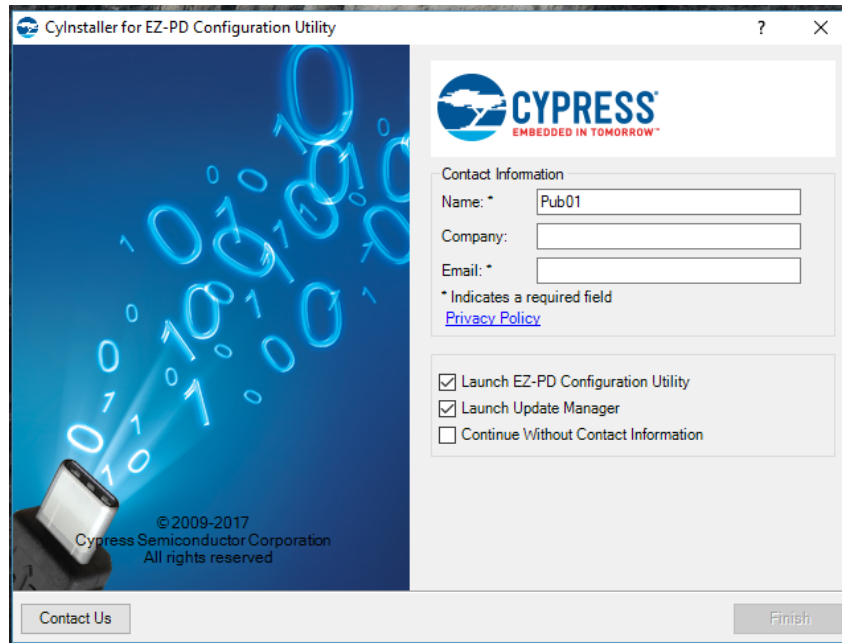 CyInstaller for EZ-PD Configuration Utility
?
CYPRESS
EMBEDDED IN TOMORROW™
Contact Information
Name: *
Pub01
Company:
Email: *
* Indicates a required field
Privacy Policy
Launch EZ-PD Configuration Utility
Launch Update Manager
Continue Without Contact Information
© 2009-2017
Cypress Semiconductor Corporation
All rights reserved
Contact Us
Finish